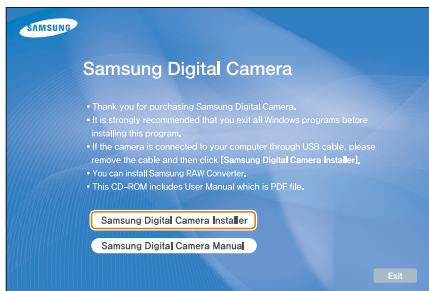 SAMSUNG
Samsung Digital Camera
• Thank you for purchasing Samsung Digital Camera.
• It is strongly recommended that you exit all Windows programs before
installing this program.
• If the camera is connected to your computer through USB cable, please
remove the cable and then click [Samsung Digital Camera Installer].
• You can install Samsung RAW Converter.
• This CD-ROM includes User Manual which is PDF file.
Samsung Digital Camera Installer
Samsung Digital Camera Manual
Exit